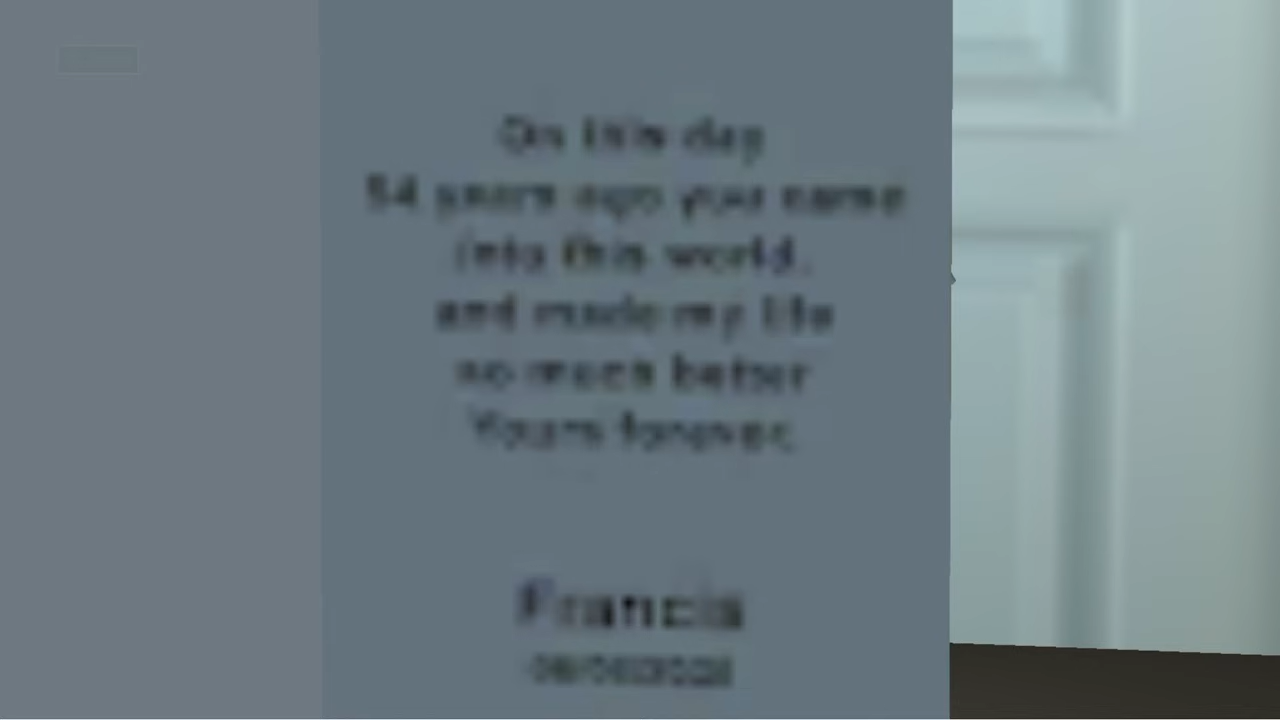 On this day
54 years ago you came
into this world,
and made my life
so much better
Yours forever
Francis